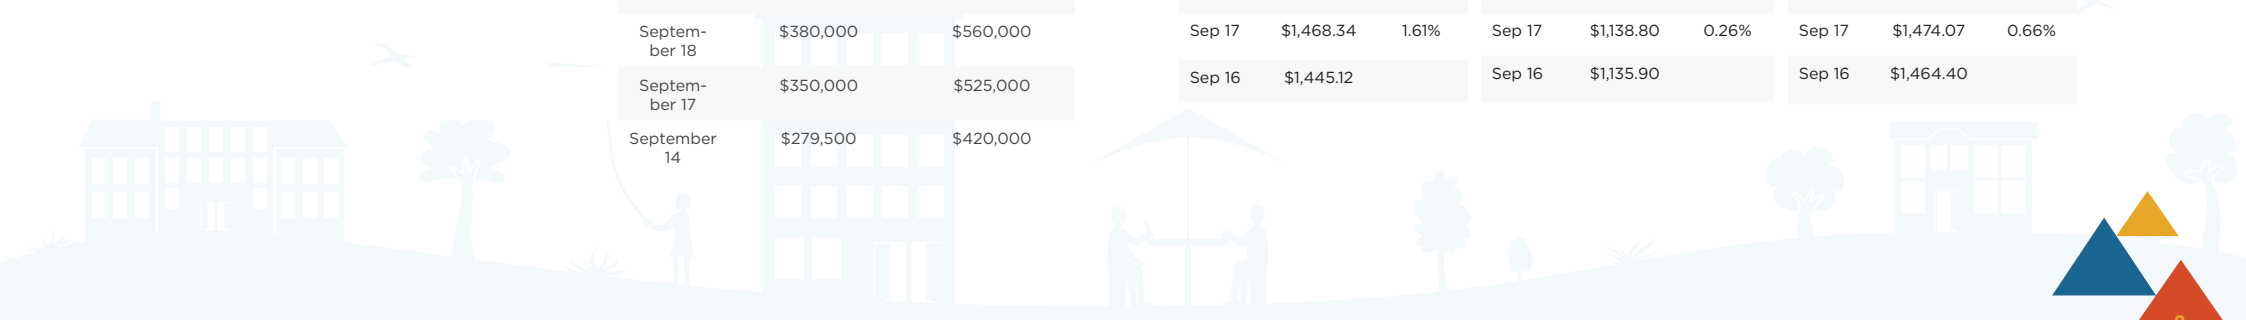 Septem-
ber 18 $380,000 $560,000
Septem-
ber 17 $350,000 $525,000
September
14 $279,500 $420,000
Sep 17 $1,468.34 1.61%
Sep 16 $1,445.12
Sep 17 $1,138.80 0.26%
Sep 16 $1,135.90
Sep 17 $1,474.07 0.66%
Sep 16 $1,464.40